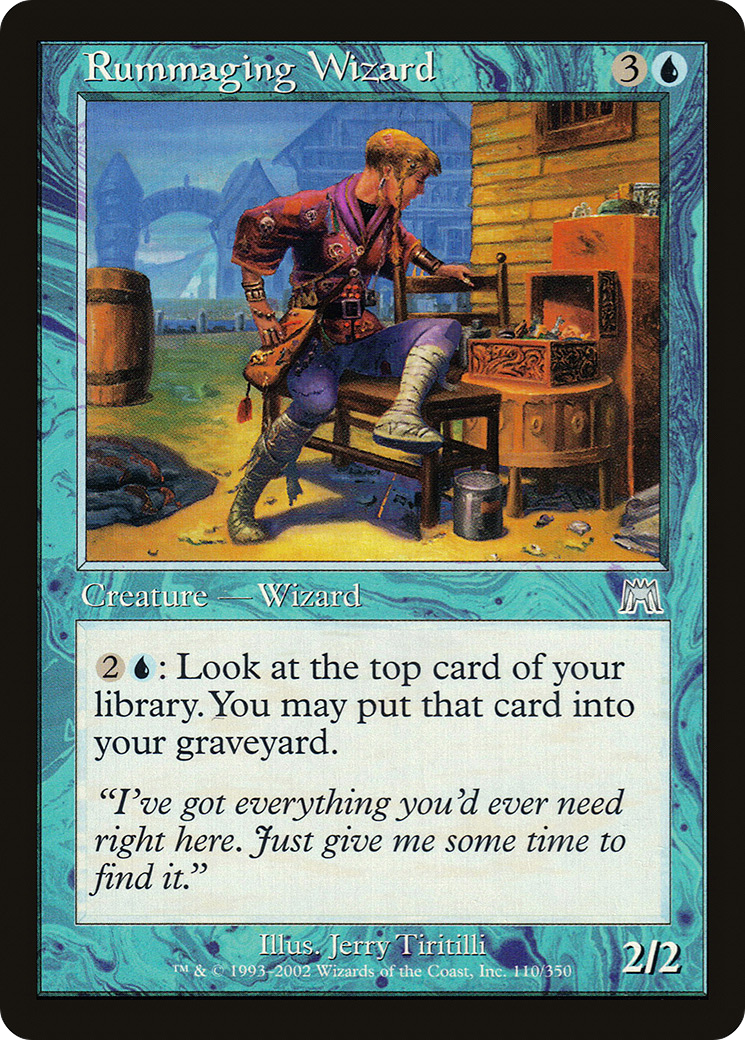 Rummaging Wizard 3
Creature — Wizard
2: Look at the top card of your
library. You may put that card into
your graveyard.
“I've got everything you'd ever need
right here. Just give me some time to
find it.”
Illus. Jerry Tiritilli
™ & © 1993–2002 Wizards of the Coast, Inc. 110/350
2/2